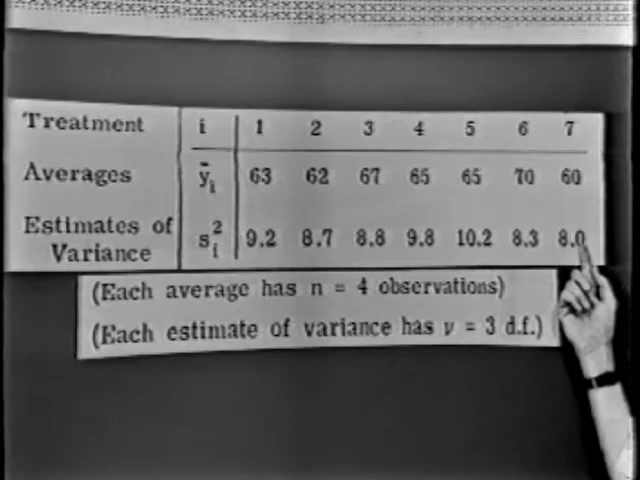 Treatment i 1 2 3 4 5 6 7
Averages ȳᵢ 63 62 67 65 65 70 60
Estimates of
Variance sᵢ² 9.2 8.7 8.8 9.8 10.2 8.3 8.0
(Each average has n = 4 observations)
(Each estimate of variance has ν = 3 d.f.)